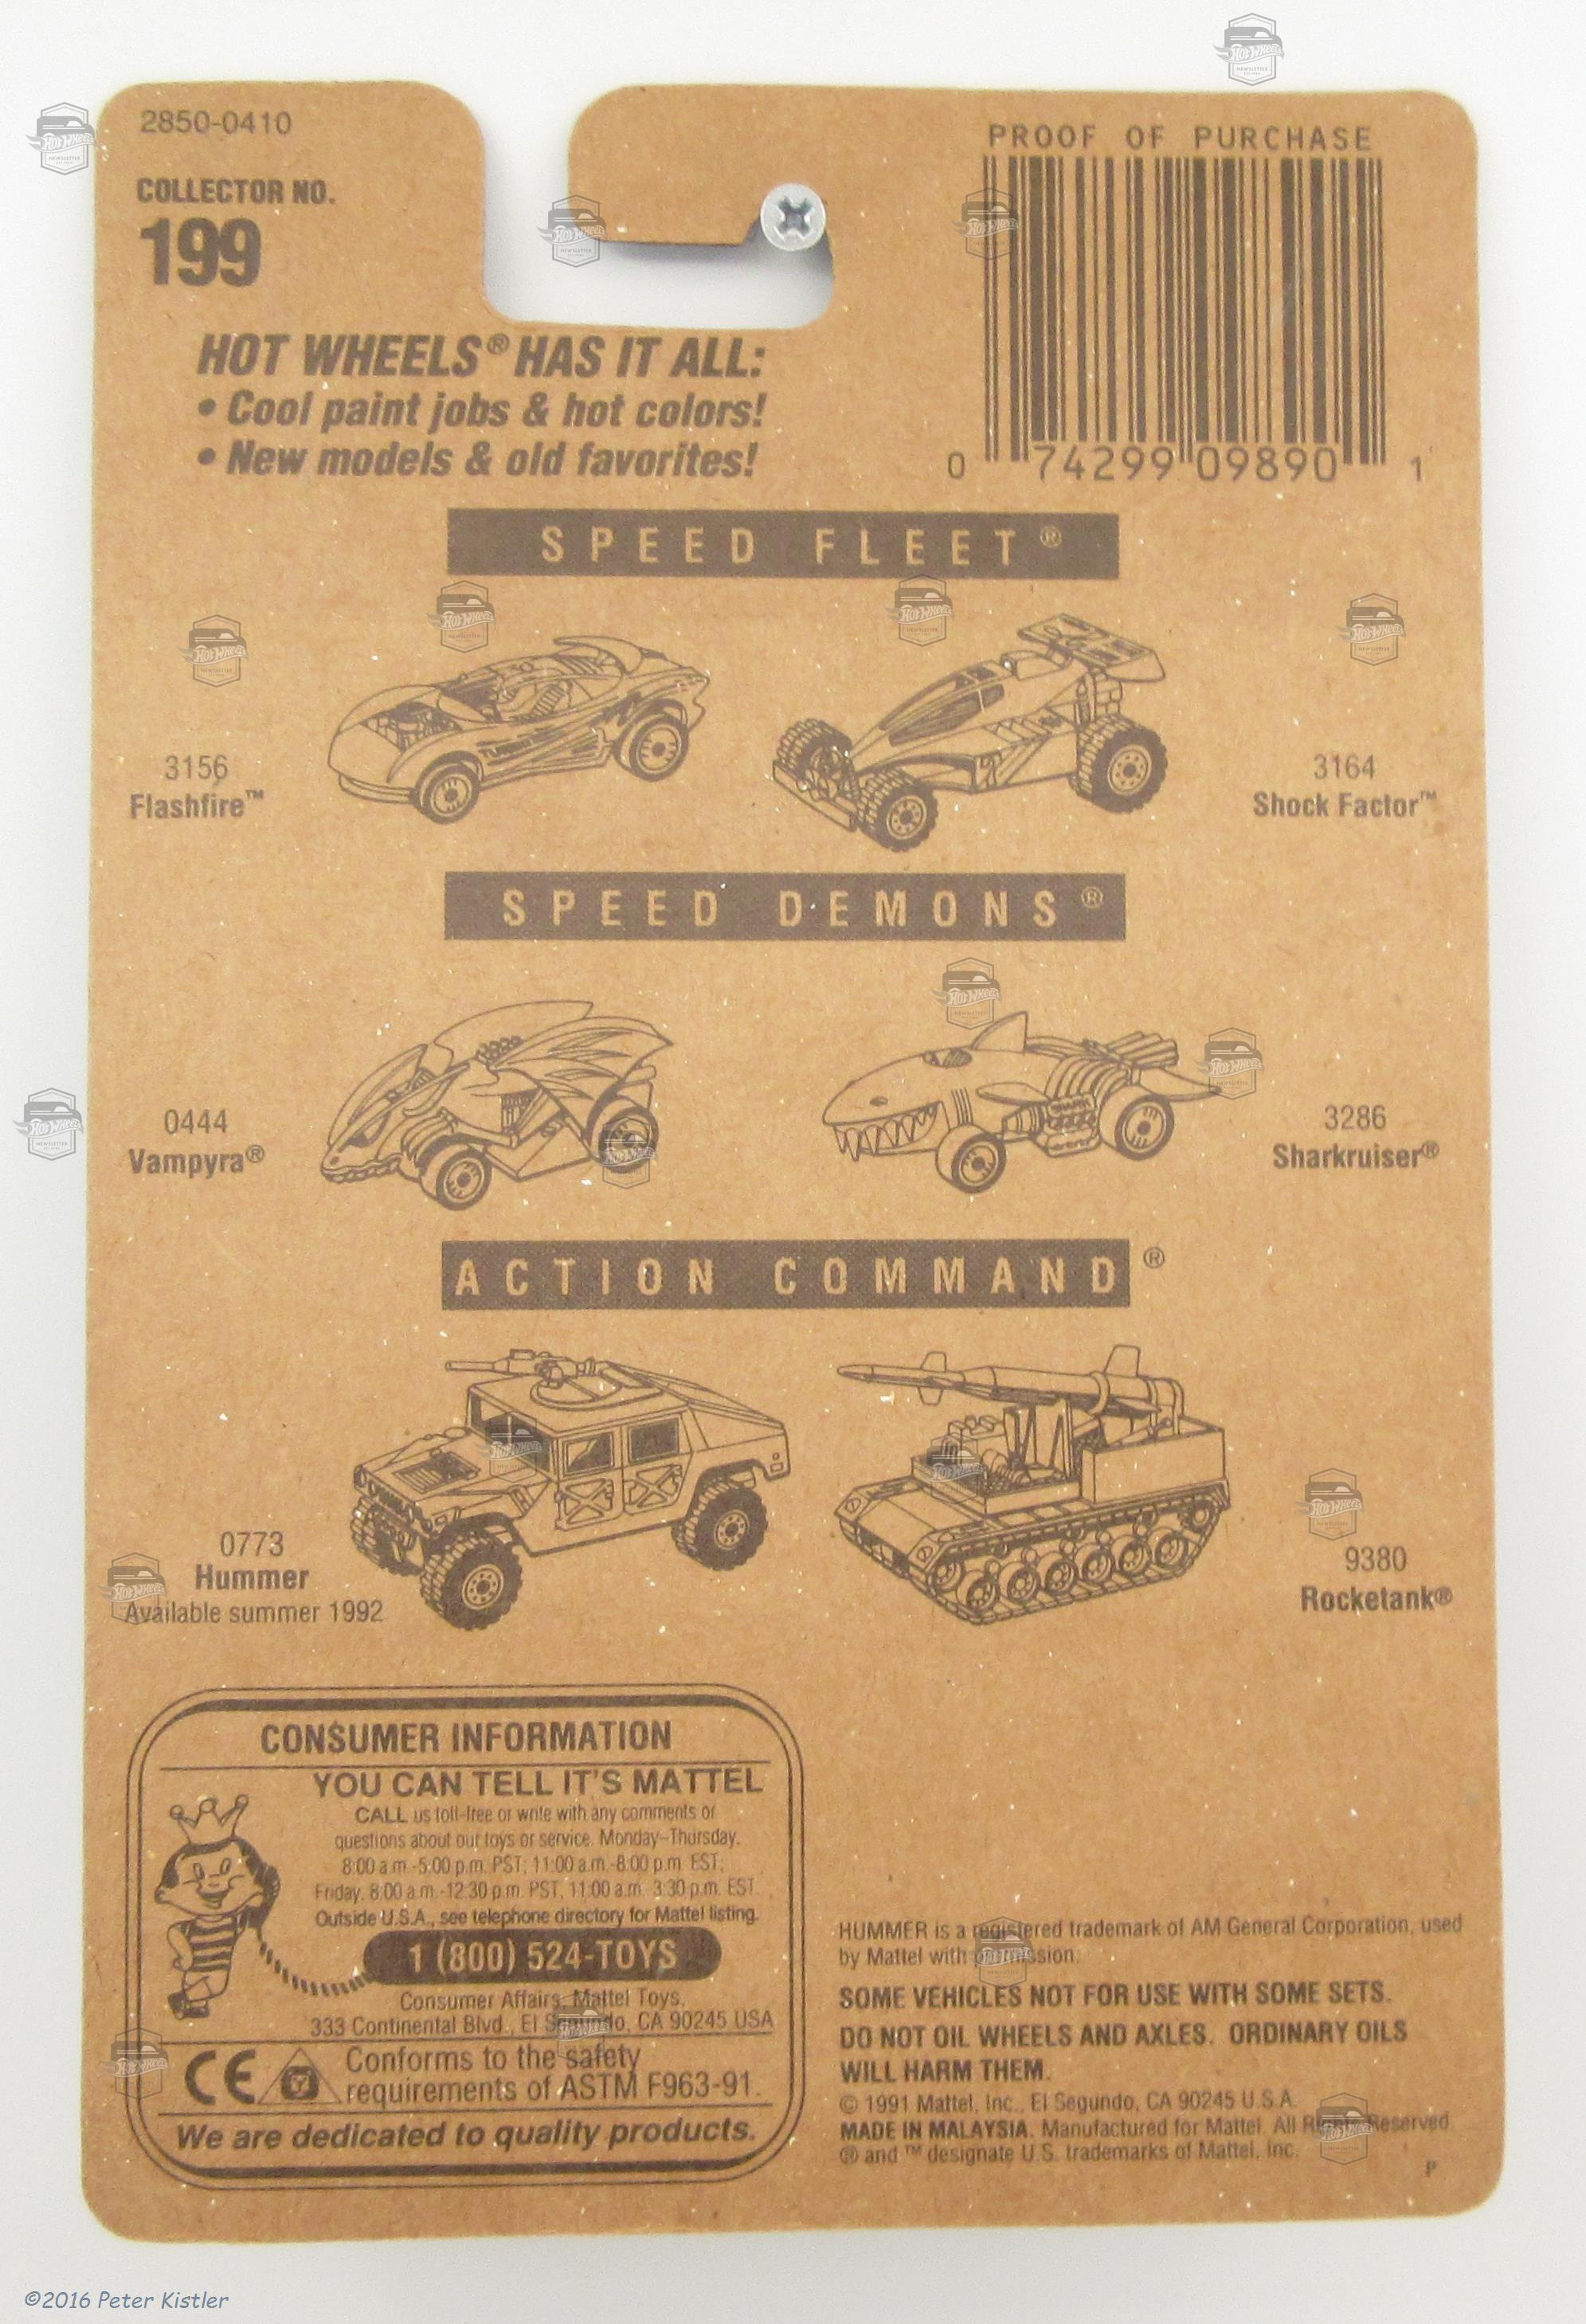 2850-0410
COLLECTOR NO.
199
PROOF OF PURCHASE
0 74299 09890 1
HOT WHEELS® HAS IT ALL:
• Cool paint jobs & hot colors!
• New models & old favorites!
SPEED FLEET®
3156
Flashfire™
3164
Shock Factor™
SPEED DEMONS®
0444
Vampyra®
3286
Sharkruiser®
ACTION COMMAND®
0773
Hummer
Available summer 1992
9380
Rocketank®
CONSUMER INFORMATION
YOU CAN TELL IT'S MATTEL
CALL us toll-free or write with any comments or
questions about our toys or service. Monday–Thursday,
8:00 a.m.-5:00 p.m. PST; 11:00 a.m.-8:00 p.m. EST;
Friday, 8:00 a.m.-12:30 p.m. PST, 11:00 a.m.-3:30 p.m. EST.
Outside U.S.A., see telephone directory for Mattel listing.
1 (800) 524-TOYS
Consumer Affairs, Mattel Toys,
333 Continental Blvd., El Segundo, CA 90245 USA
CE Conforms to the safety
requirements of ASTM F963-91.
We are dedicated to quality products.
HUMMER is a registered trademark of AM General Corporation, used
by Mattel with permission.
SOME VEHICLES NOT FOR USE WITH SOME SETS.
DO NOT OIL WHEELS AND AXLES. ORDINARY OILS
WILL HARM THEM.
© 1991 Mattel, Inc., El Segundo, CA 90245 U.S.A.
MADE IN MALAYSIA. Manufactured for Mattel. All Rights Reserved
® and ™ designate U.S. trademarks of Mattel, Inc.
P
©2016 Peter Kistler